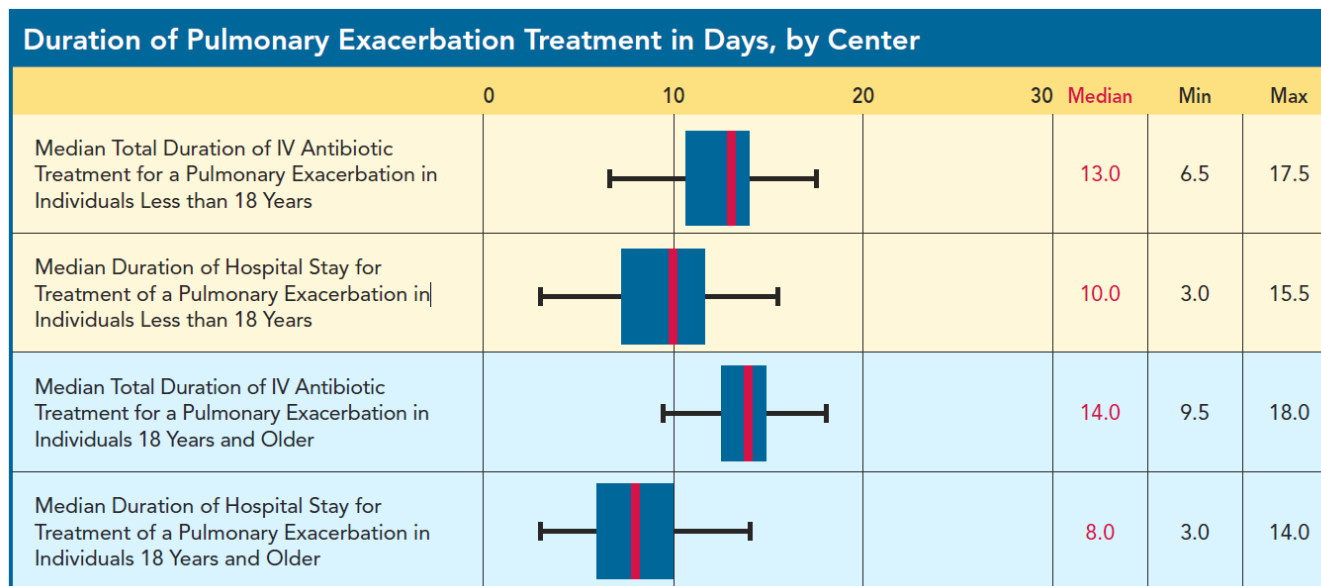 Duration of Pulmonary Exacerbation Treatment in Days, by Center
0 10 20 30 Median Min Max
Median Total Duration of IV Antibiotic
Treatment for a Pulmonary Exacerbation in
Individuals Less than 18 Years
13.0 6.5 17.5
Median Duration of Hospital Stay for
Treatment of a Pulmonary Exacerbation in
Individuals Less than 18 Years
10.0 3.0 15.5
Median Total Duration of IV Antibiotic
Treatment for a Pulmonary Exacerbation in
Individuals 18 Years and Older
14.0 9.5 18.0
Median Duration of Hospital Stay for
Treatment of a Pulmonary Exacerbation in
Individuals 18 Years and Older
8.0 3.0 14.0